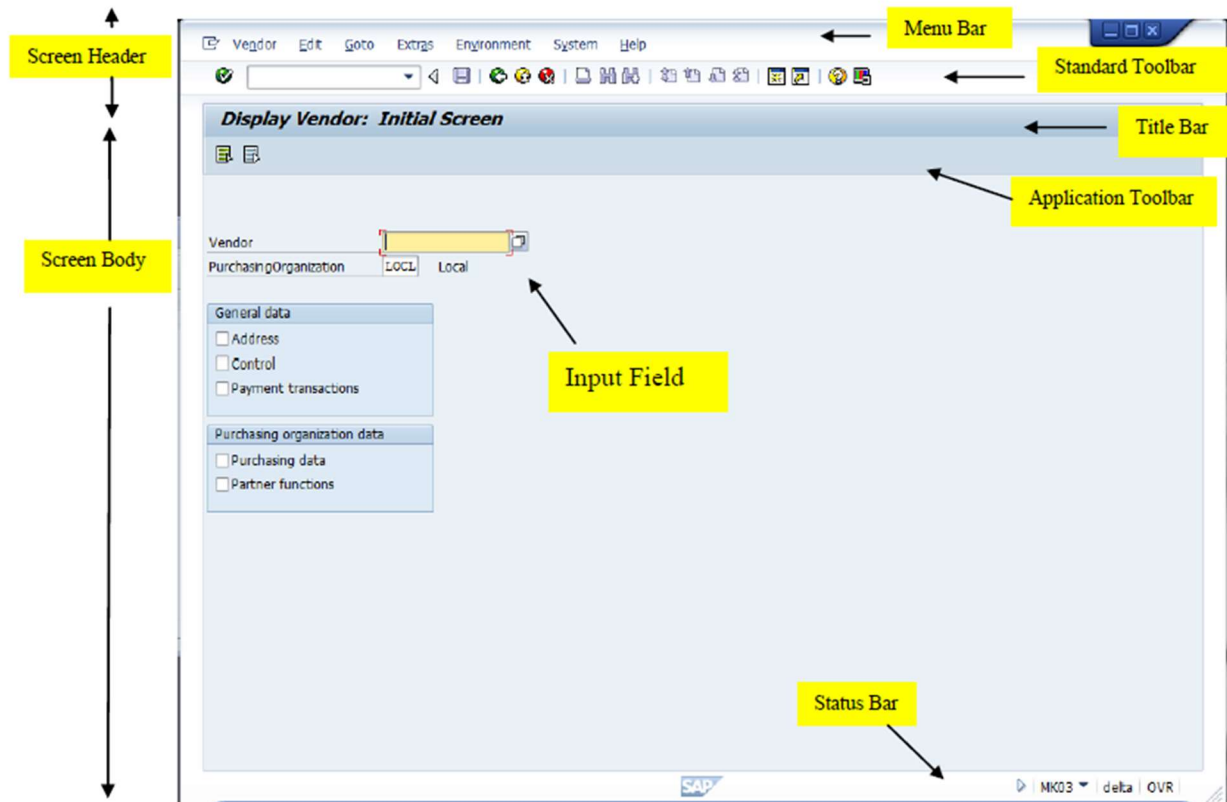 Screen Header
Vendor Edit Goto Extras Environment System Help
Menu Bar
Standard Toolbar
Display Vendor: Initial Screen
Title Bar
Application Toolbar
Screen Body
Vendor
PurchasingOrganization LOCL Local
Input Field
General data
Address
Control
Payment transactions
Purchasing organization data
Purchasing data
Partner functions
Status Bar
SAP
MK03 delta OVR